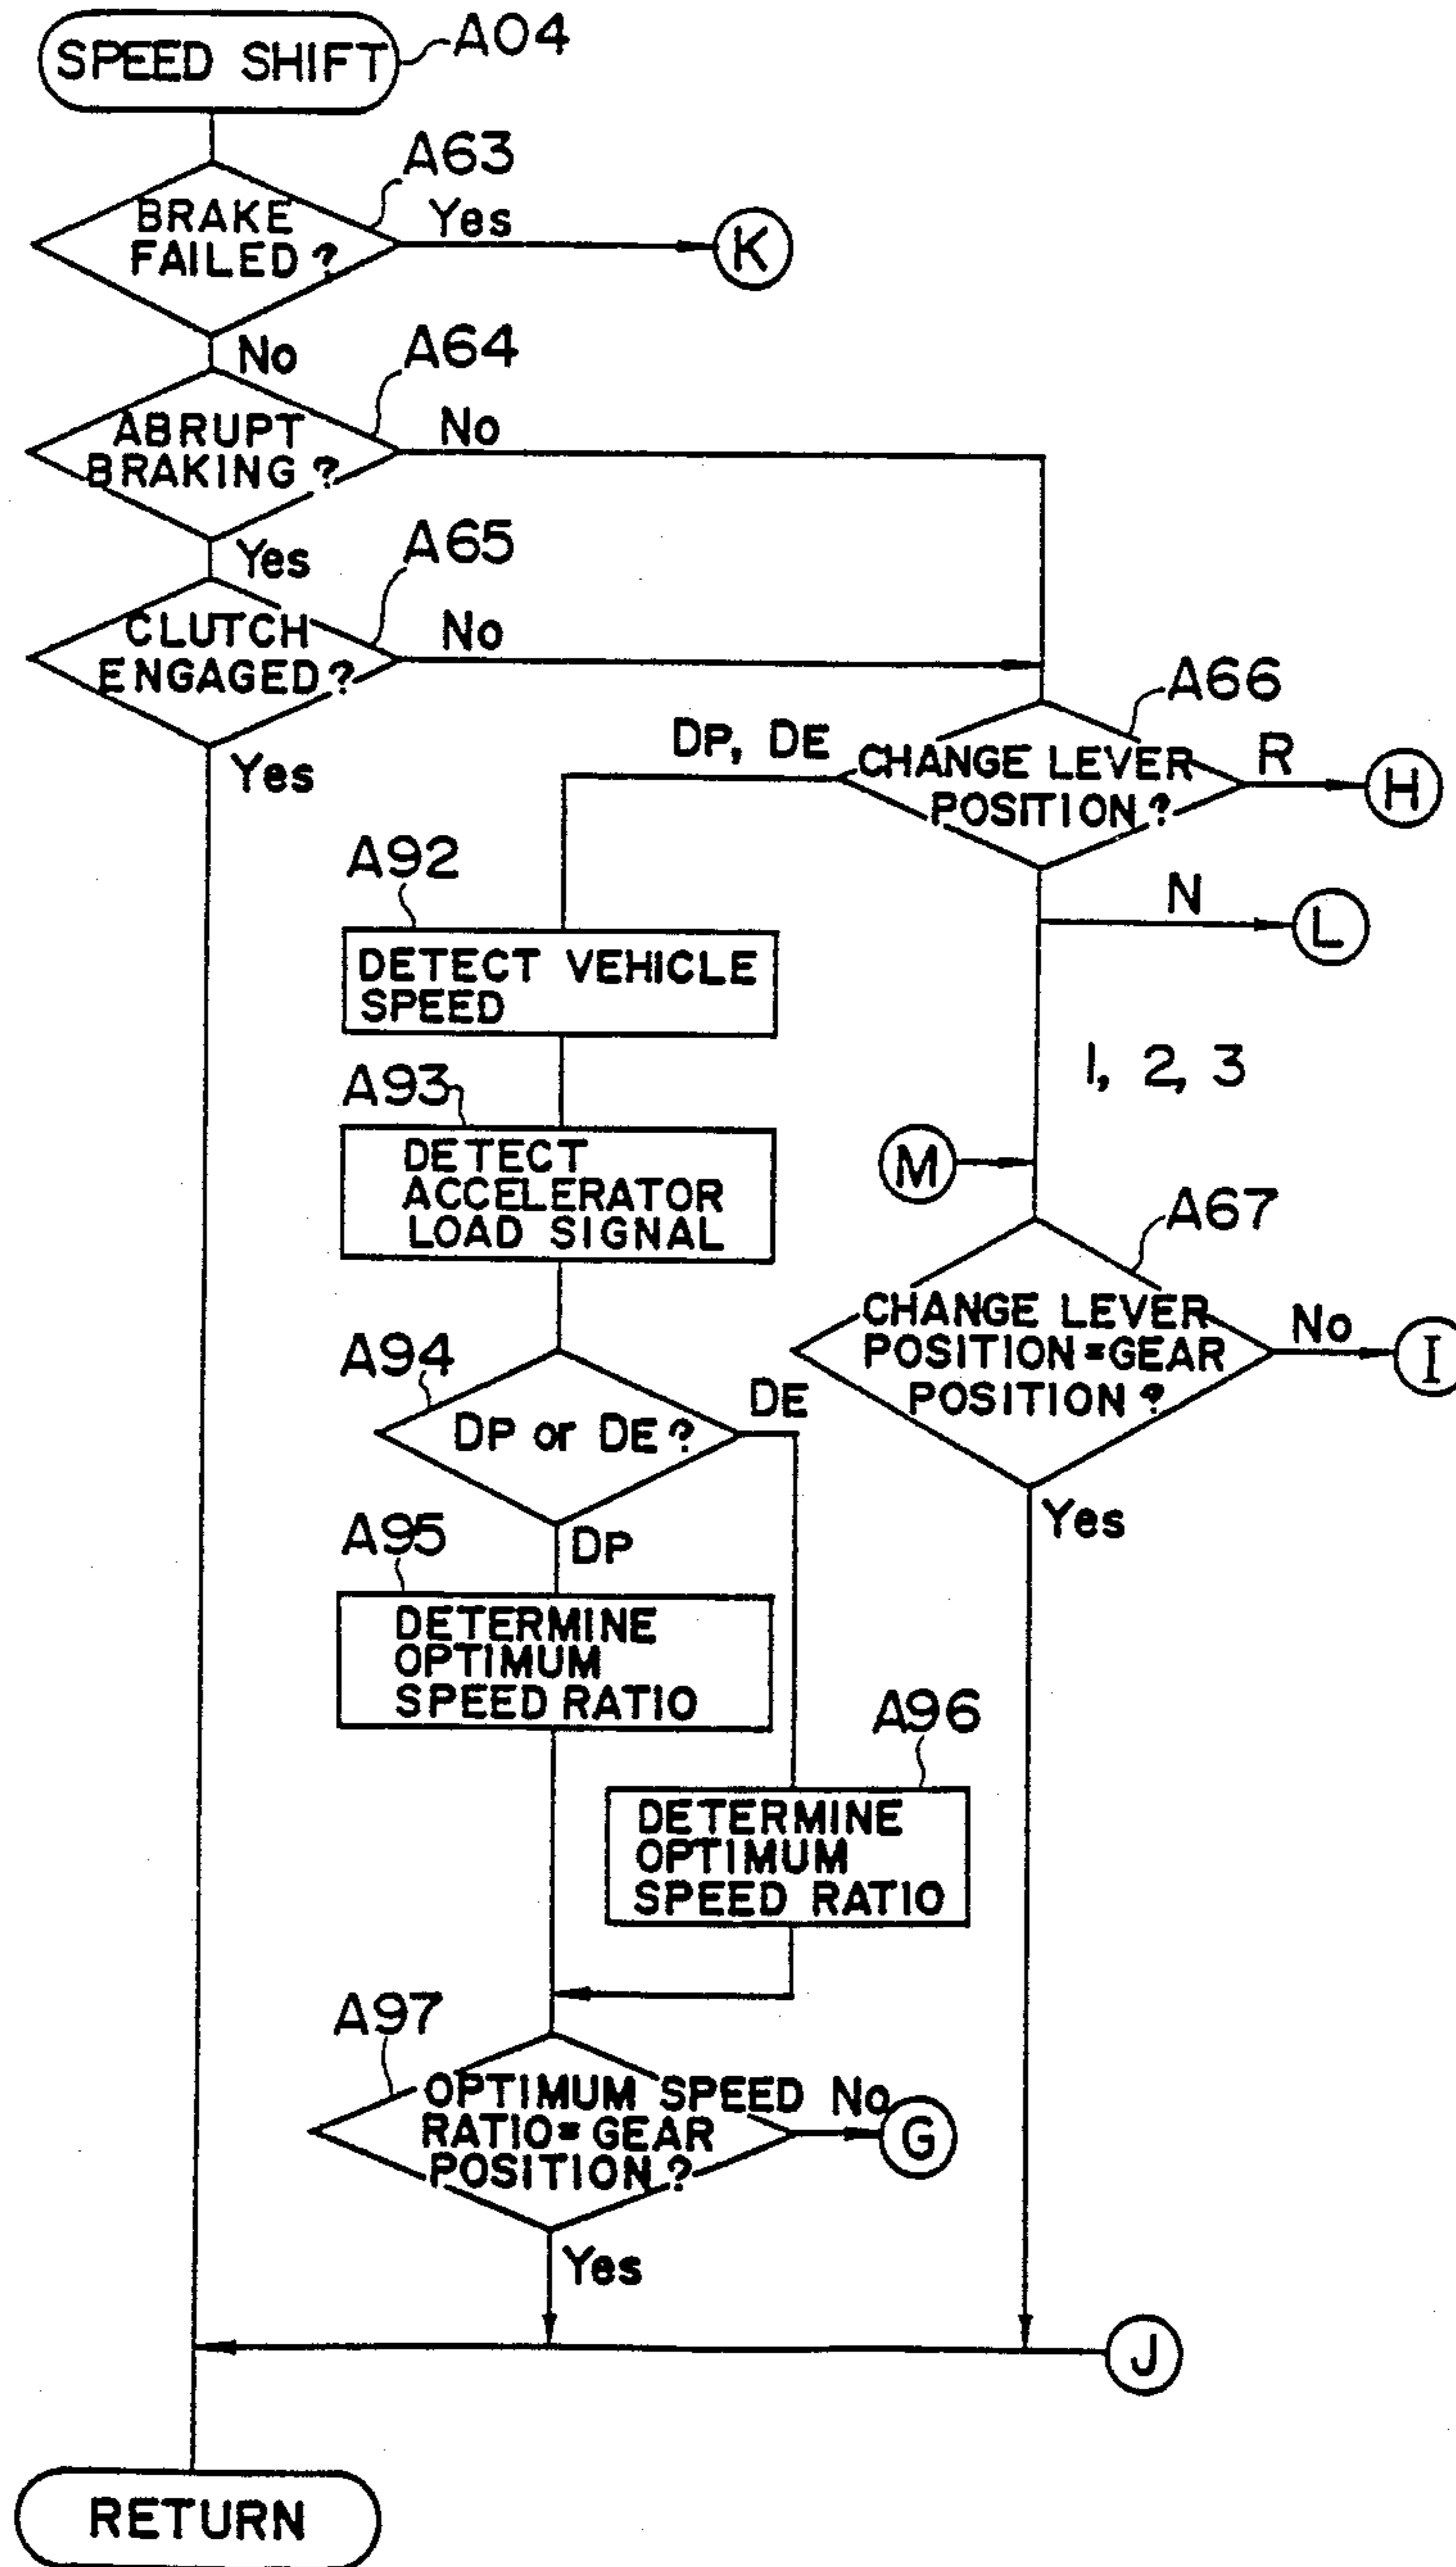 SPEED SHIFT
A04
A63
BRAKE
FAILED?
Yes
K
No
A64
ABRUPT
BRAKING?
No
Yes
A65
CLUTCH
ENGAGED?
No
Yes
A66
DP, DE
CHANGE LEVER
POSITION?
R
H
N
L
A92
DETECT VEHICLE
SPEED
1, 2, 3
A93
DETECT
ACCELERATOR
LOAD SIGNAL
M
A67
CHANGE LEVER
POSITION=GEAR
POSITION?
No
I
Yes
A94
DP or DE?
DE
DP
A95
DETERMINE
OPTIMUM
SPEED RATIO
A96
DETERMINE
OPTIMUM
SPEED RATIO
A97
OPTIMUM SPEED
RATIO=GEAR
POSITION?
No
G
Yes
J
RETURN